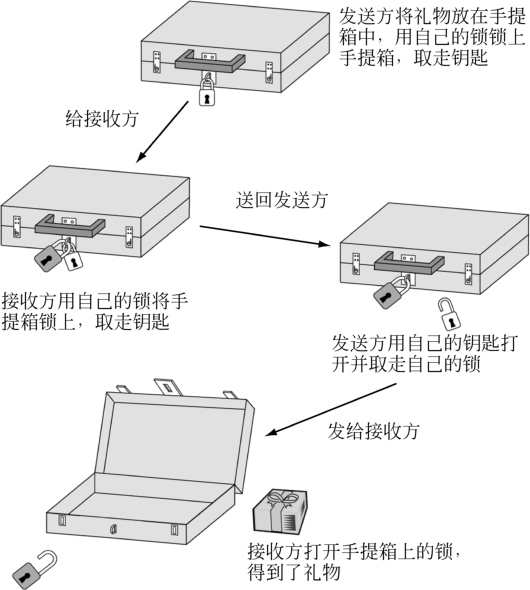 发送方将礼物放在手提
箱中，用自己的锁锁上
手提箱，取走钥匙
给接收方
送回发送方
接收方用自己的锁将手
提箱锁上，取走钥匙
发送方用自己的钥匙打
开并取走自己的锁
发给接收方
接收方打开手提箱上的锁，
得到了礼物